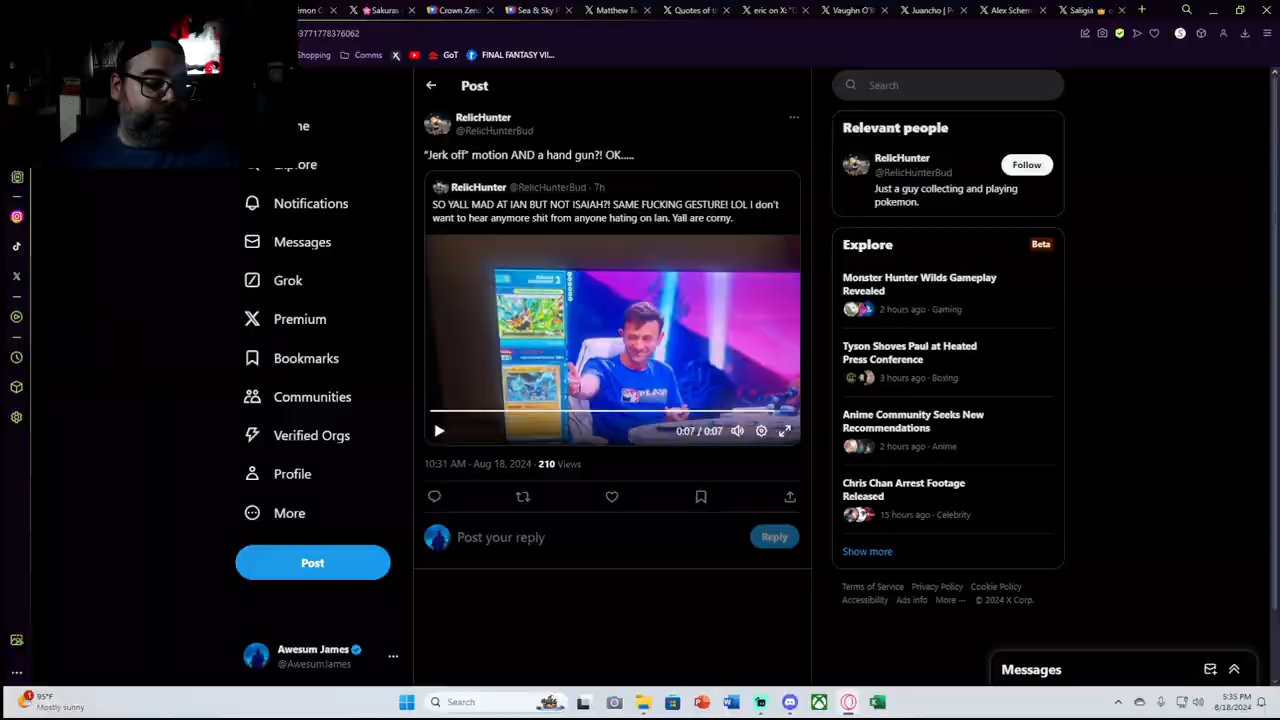 Sakuras
Crown Zen
Sea & Sky
Matthew T
Quotes of t
eric on X: "D
Vaughn O'B
Juancho | P
Alex Schem
Saligia
03771778376062
Shopping
Comms
GoT
FINAL FANTASY VII...
Post
Search
RelicHunter
@RelicHunterBud
"Jerk off" motion AND a hand gun?! OK.....
RelicHunter @RelicHunterBud · 7h
SO YALL MAD AT IAN BUT NOT ISAIAH?! SAME FUCKING GESTURE! LOL I don't
want to hear anymore shit from anyone hating on Ian. Yall are corny.
0:07 / 0:07
10:31 AM · Aug 18, 2024 · 210 Views
Post your reply
Reply
me
xplore
Notifications
Messages
Grok
Premium
Bookmarks
Communities
Verified Orgs
Profile
More
Post
Awesum James
@AwesumJames
Relevant people
RelicHunter
@RelicHunterBud
Follow
Just a guy collecting and playing
pokemon.
Explore
Beta
Monster Hunter Wilds Gameplay
Revealed
2 hours ago · Gaming
Tyson Shoves Paul at Heated
Press Conference
3 hours ago · Boxing
Anime Community Seeks New
Recommendations
2 hours ago · Anime
Chris Chan Arrest Footage
Released
15 hours ago · Celebrity
Show more
Terms of Service Privacy Policy Cookie Policy
Accessibility Ads info More ··· © 2024 X Corp.
Messages
95°F
Mostly sunny
Search
5:35 PM
8/18/2024